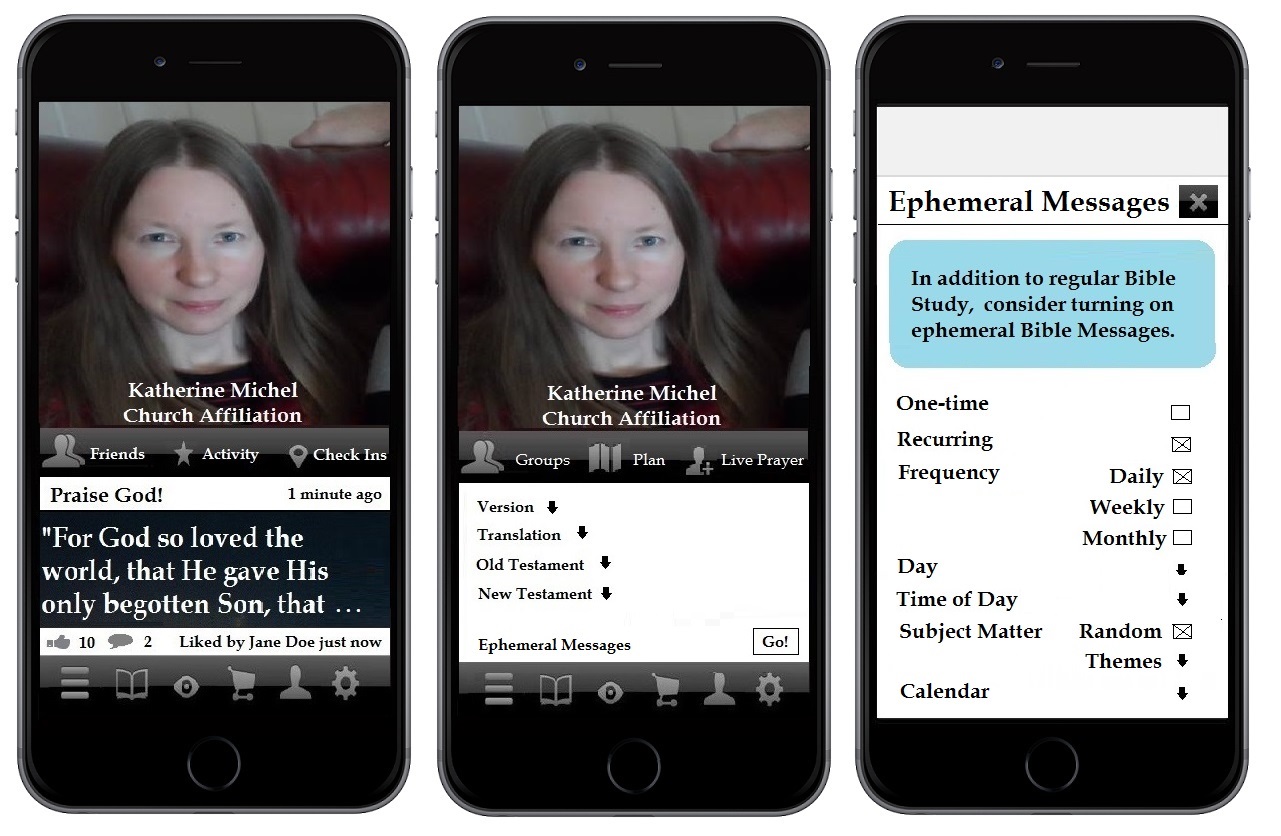 Katherine Michel
Church Affiliation
Friends Activity Check Ins
Praise God! 1 minute ago
"For God so loved the
world, that He gave His
only begotten Son, that ...
10 2 Liked by Jane Doe just now
Katherine Michel
Church Affiliation
Groups Plan Live Prayer
Version
Translation
Old Testament
New Testament
Ephemeral Messages Go!
Ephemeral Messages
In addition to regular Bible
Study, consider turning on
ephemeral Bible Messages.
One-time
Recurring
Frequency Daily
Weekly
Monthly
Day
Time of Day
Subject Matter Random
Themes
Calendar